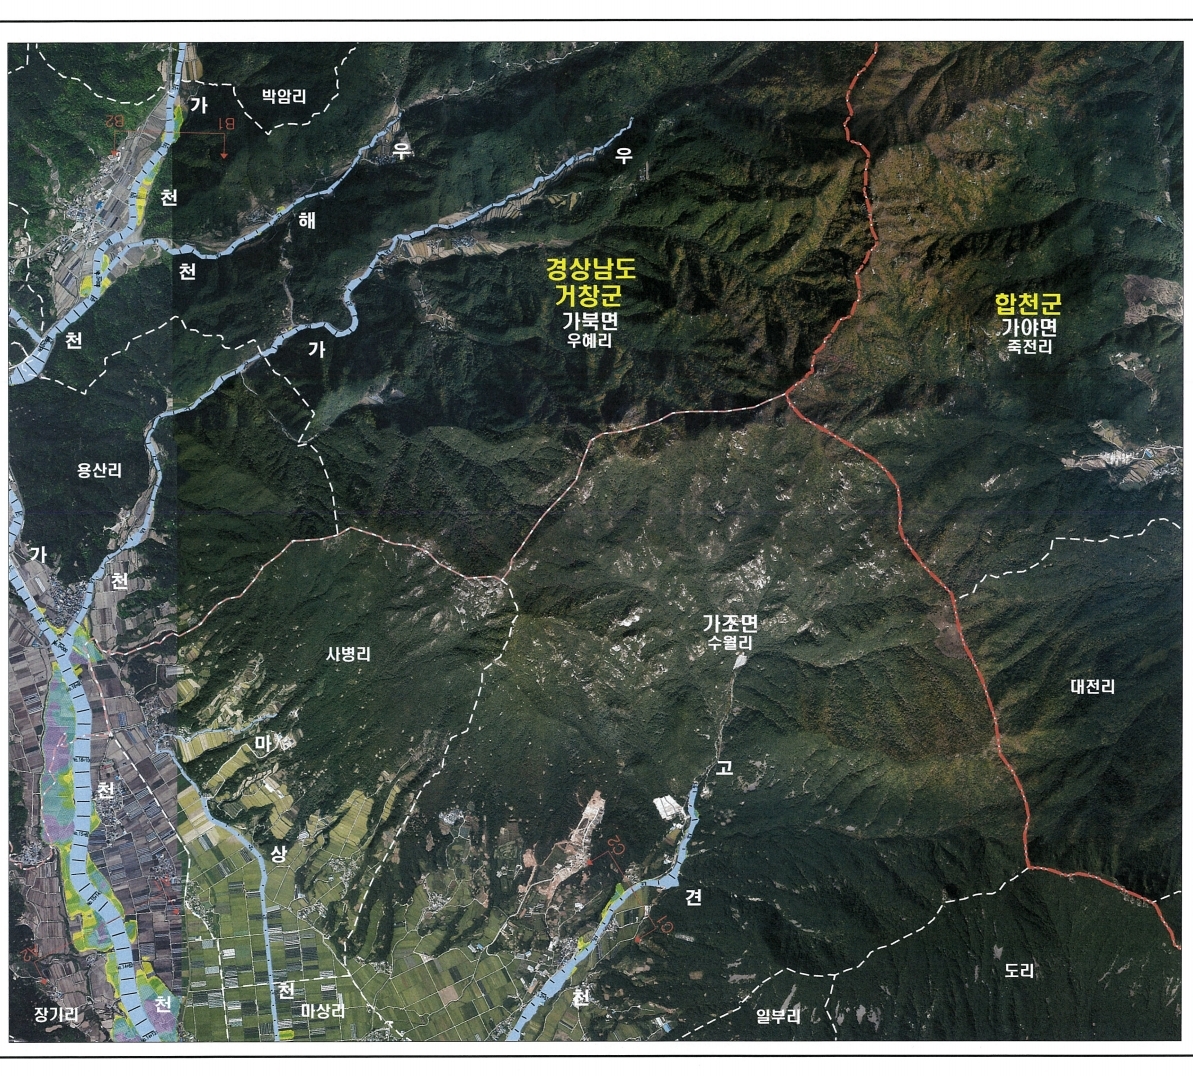 가
박암리
B2
B1
우
우
천
해
천
경상남도
거창군
가북면
우혜리
합천군
가야면
죽전리
천
가
용산리
가
천
가조면
수월리
사병리
대전리
마
고
천
상
C2
견
C1
도리
천
천
천
마상리
장기리
일부리